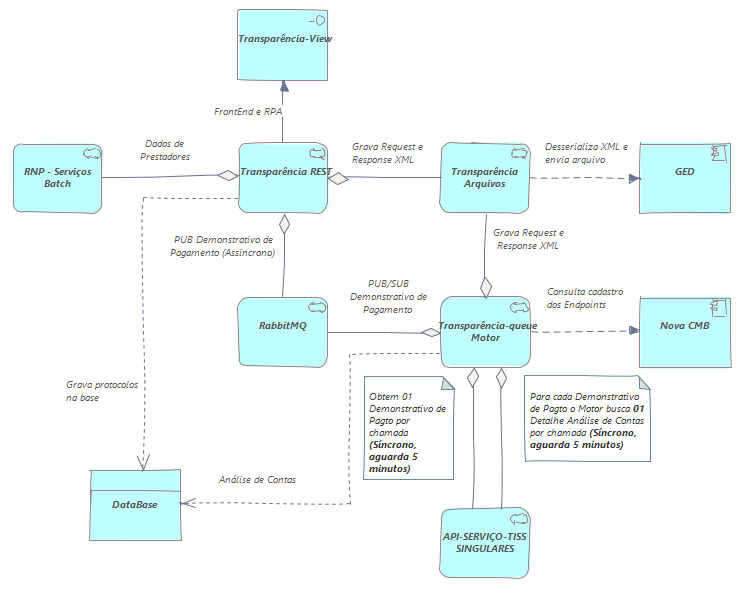 Transparência-View
FrontEnd e RPA
Dados de
Prestadores
Grava Request e
Response XML
Desserializa XML e
envia arquivo
RNP - Serviços
Batch
Transparência REST
Transparência
Arquivos
GED
PUB Demonstrativo de
Pagamento (Assincrono)
Grava Request e
Response XML
PUB/SUB
Demonstrativo de
Pagamento
Consulta cadastro
dos Endpoints
RabbitMQ
Transparência-queue
Motor
Nova CMB
Grava protocolos
na base
Obtem 01
Demonstrativo de
Pagto por
chamada
(Síncrono,
aguarda 5
minutos)
Para cada Demonstrativo
de Pagto o Motor busca 01
Detalhe Análise de Contas
por chamada (Síncrono,
aguarda 5 minutos)
Análise de Contas
DataBase
API-SERVIÇO-TISS
SINGULARES